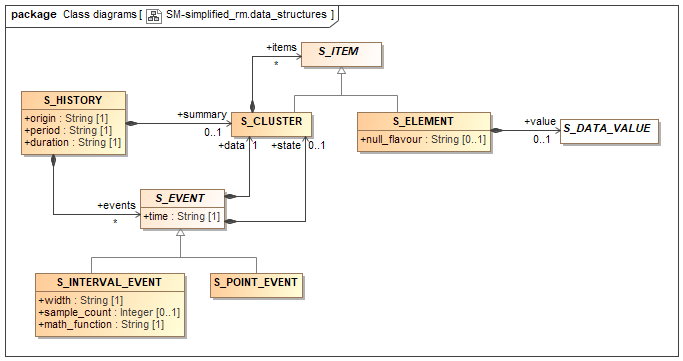 package Class diagrams [ SM-simplified_rm.data_structures ]
+items
*
S_ITEM
S_HISTORY
+origin : String [1]
+period : String [1]
+duration : String [1]
+summary
0..1
S_CLUSTER
S_ELEMENT
+null_flavour : String [0..1]
+value
0..1
S_DATA_VALUE
+data
1
+state
0..1
+events
*
S_EVENT
+time : String [1]
S_INTERVAL_EVENT
+width : String [1]
+sample_count : Integer [0..1]
+math_function : String [1]
S_POINT_EVENT